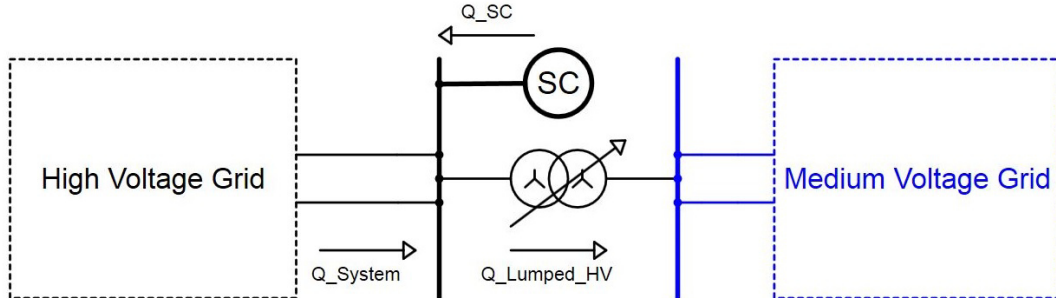 Q_SC
SC
High Voltage Grid
Medium Voltage Grid
Q_System
Q_Lumped_HV